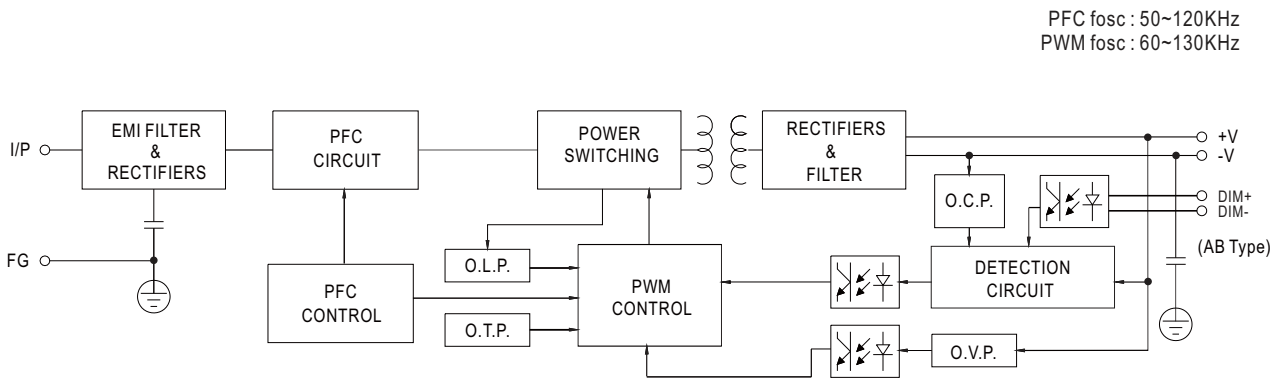 PFC fosc : 50~120KHz
PWM fosc : 60~130KHz
I/P
EMI FILTER
&
RECTIFIERS
PFC
CIRCUIT
POWER
SWITCHING
RECTIFIERS
&
FILTER
+V
-V
O.C.P.
DIM+
DIM-
(AB Type)
FG
O.L.P.
PFC
CONTROL
PWM
CONTROL
DETECTION
CIRCUIT
O.T.P.
O.V.P.